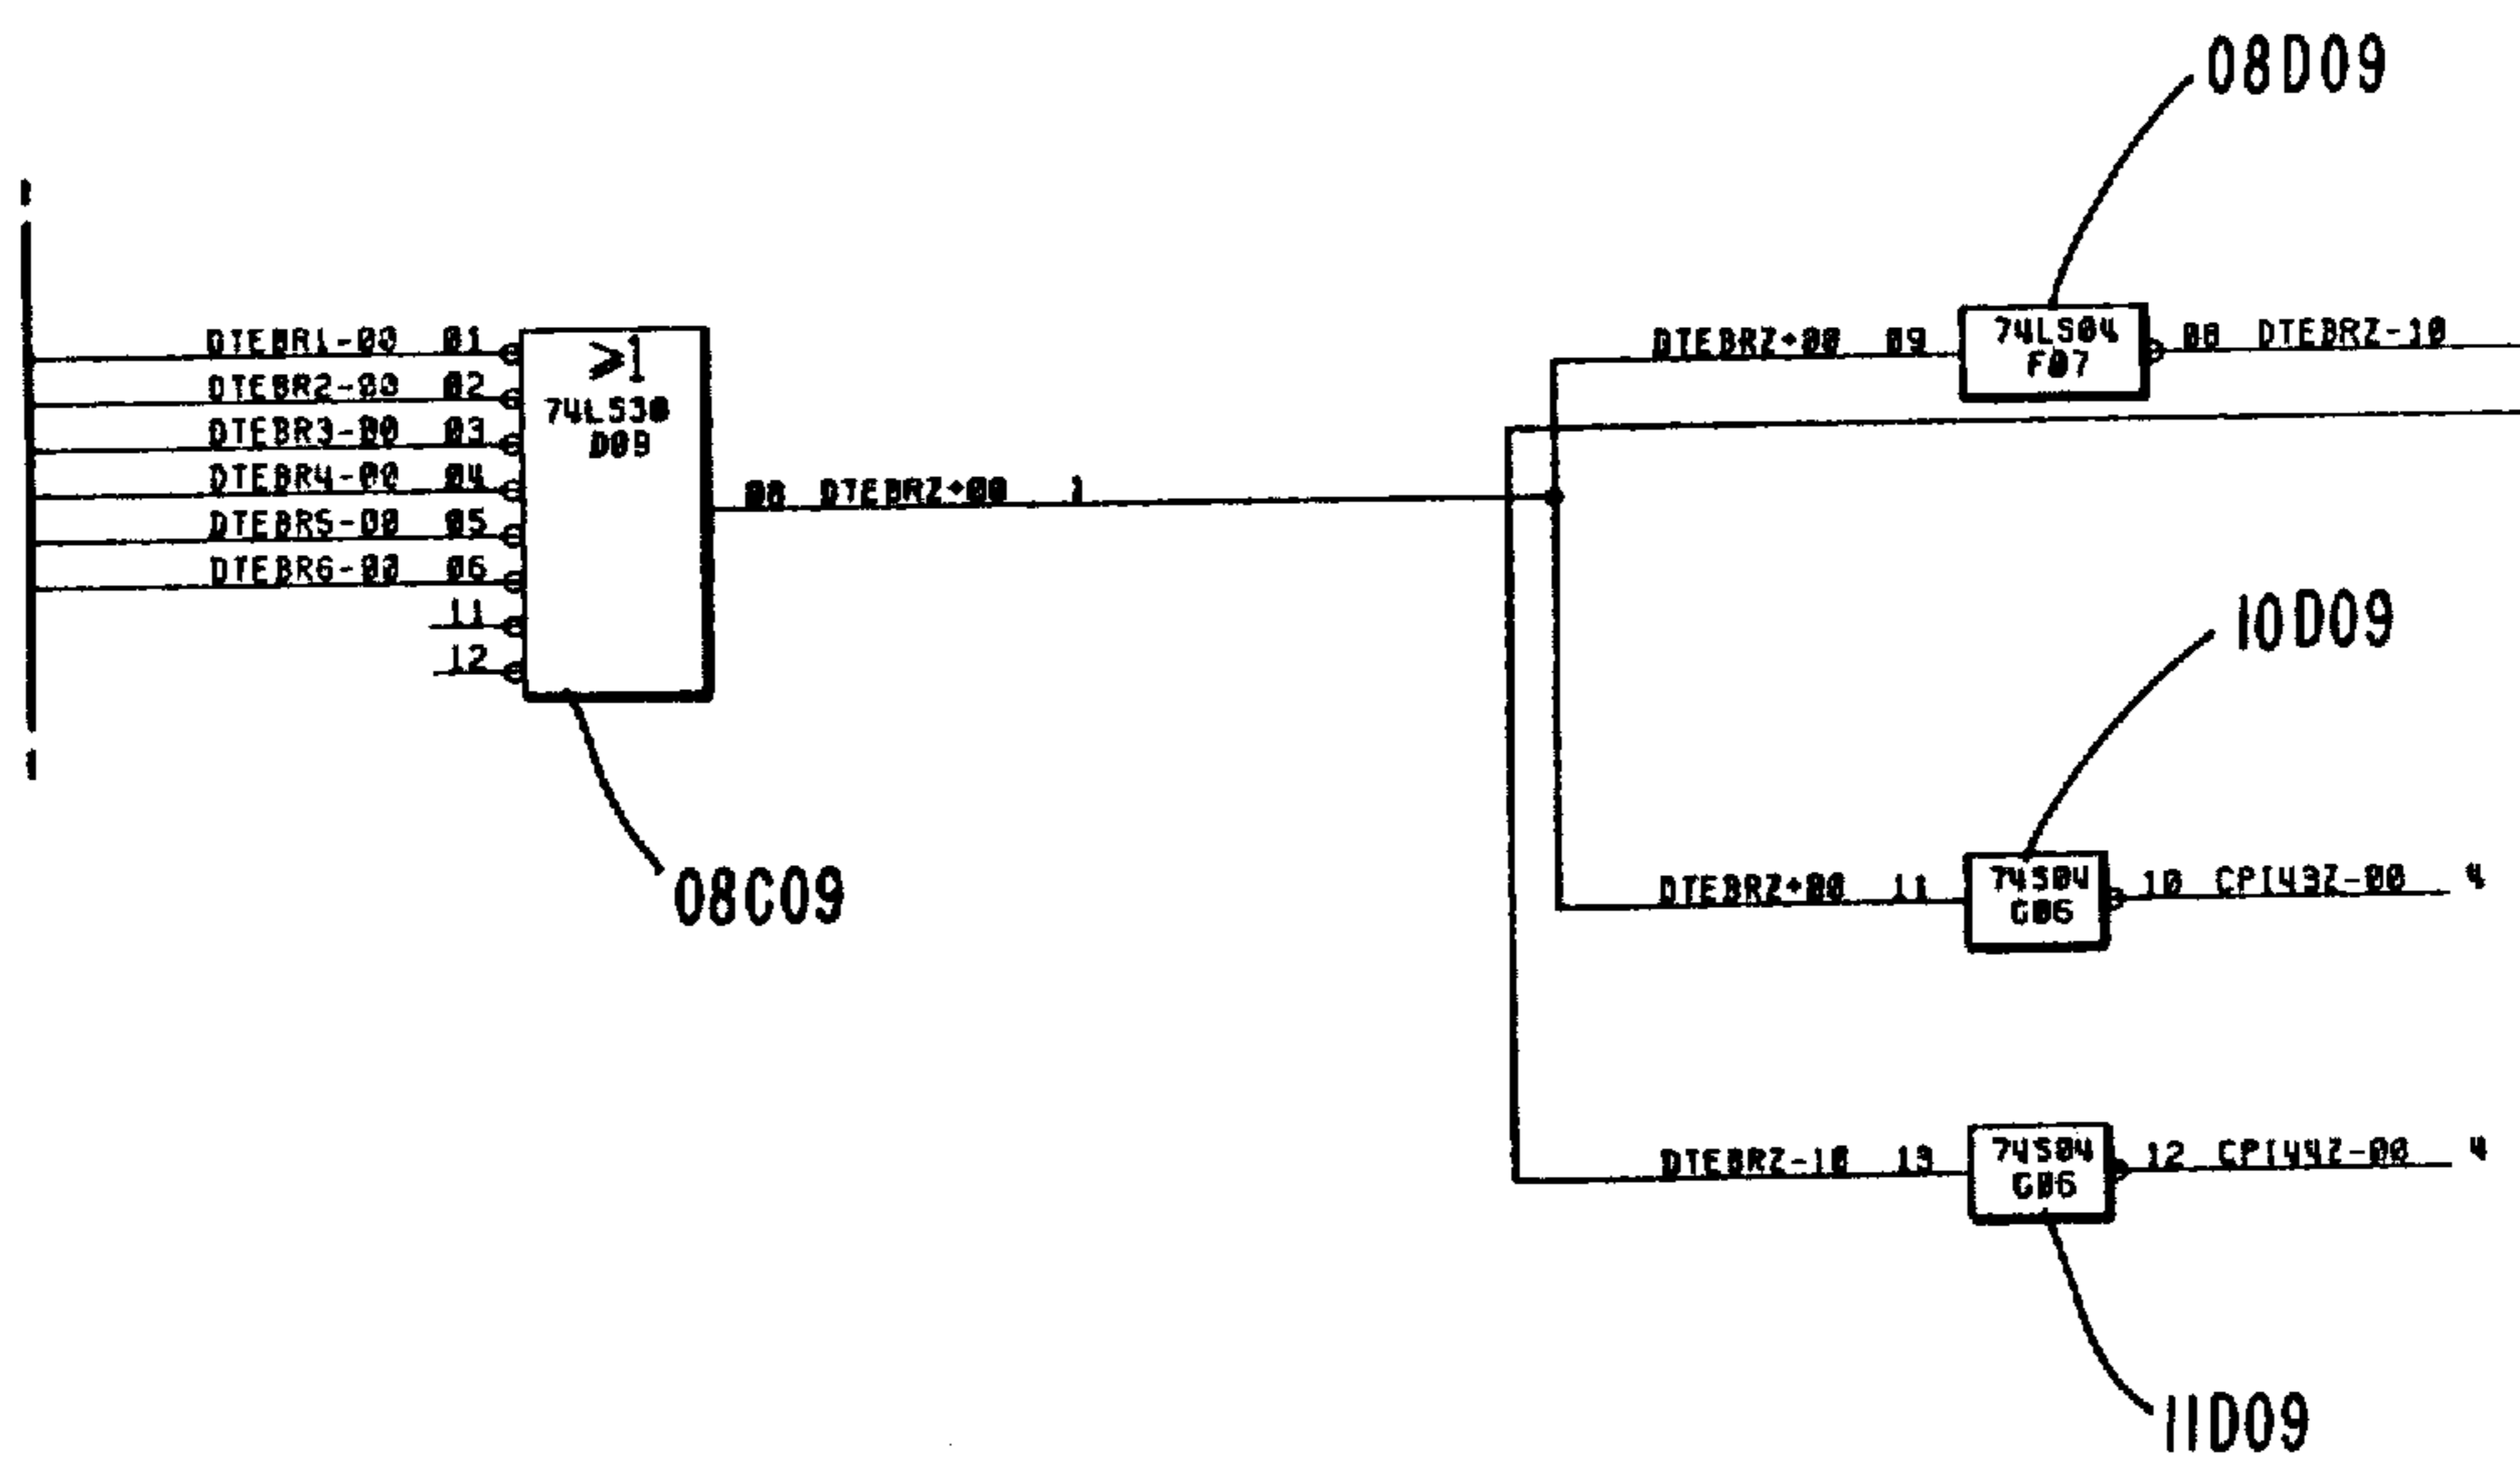 08D09
DTEBR1-00 01
DTEBR2-00 02
DTEBR3-00 03
DTEBR4-00 04
DTEBR5-00 05
DTEBR6-00 06
11
12
≥1
74LS30
D09
08 DTEBRZ+00 1
08C09
DTEBRZ+00 09
74LS04
F07
08 DTEBRZ-10
10D09
DTEBRZ+00 11
74S04
G06
10 CPI43Z-00 4
DTEBRZ-10 13
74S04
G06
12 CPI44Z-00 4
11D09